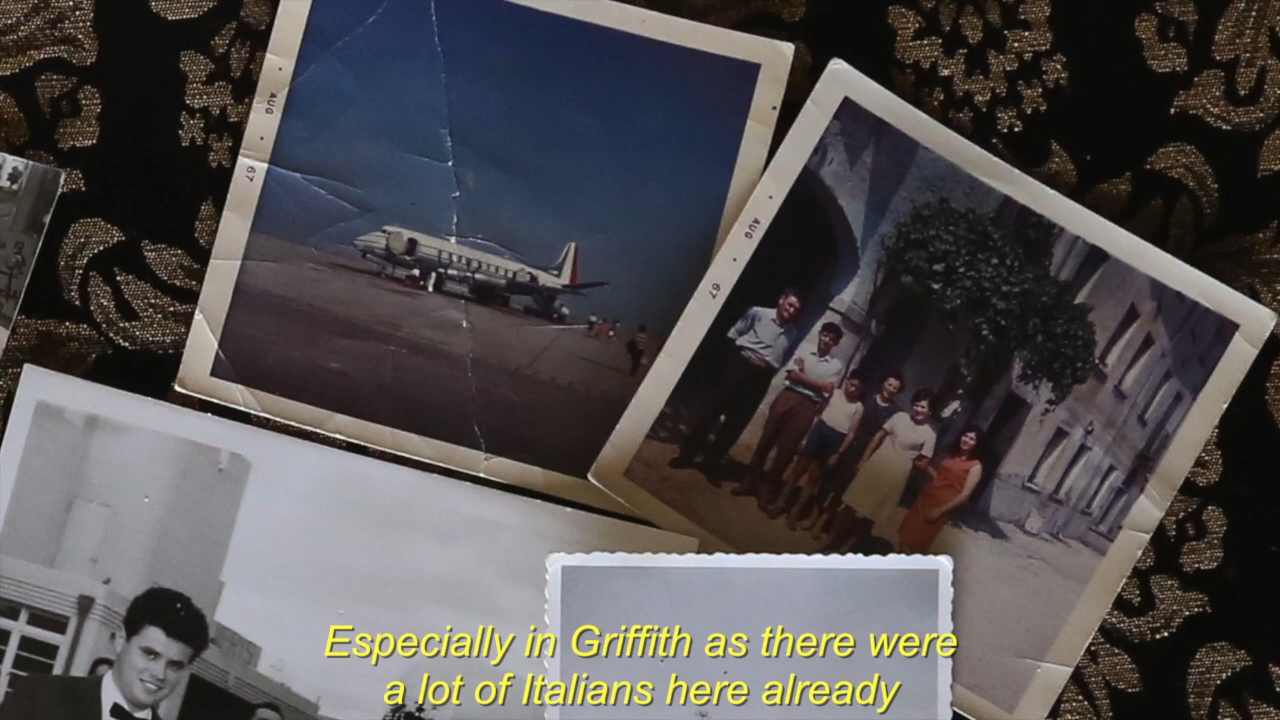 AUG
67
AUG
67
Especially in Griffith as there were
a lot of Italians here already